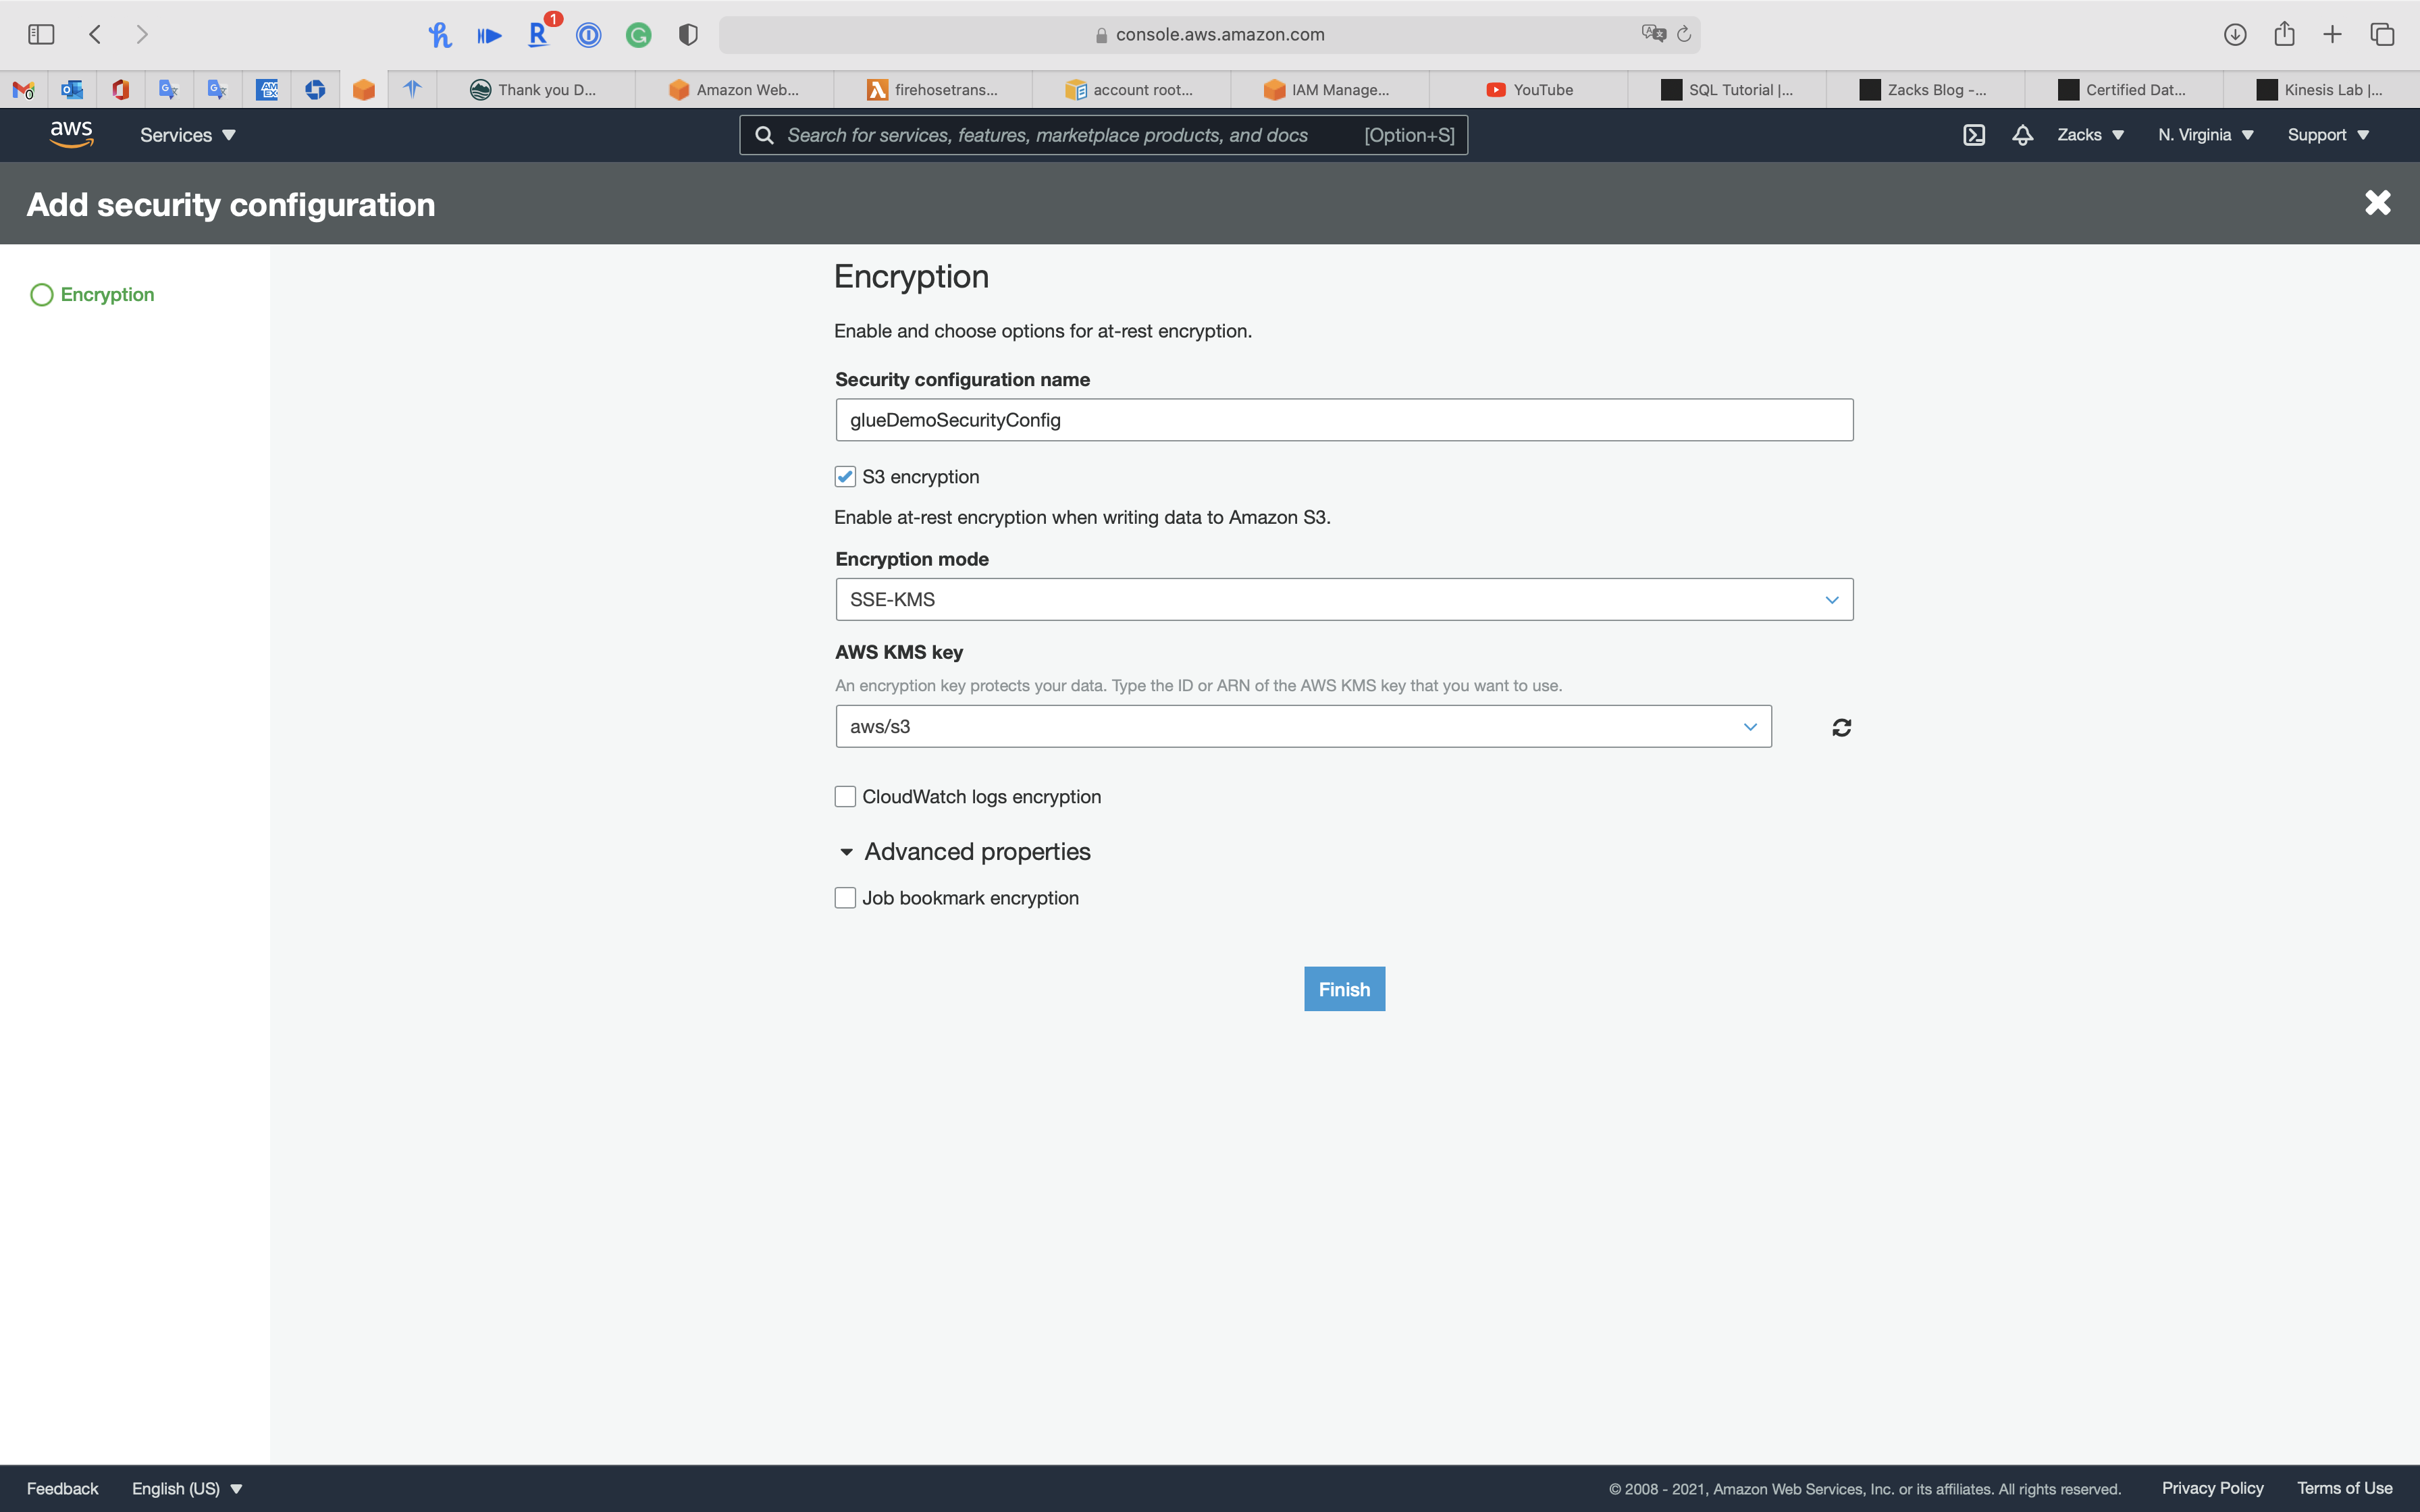 1
console.aws.amazon.com
Thank you D...
Amazon Web...
firehosetrans...
account root...
IAM Manage...
YouTube
SQL Tutorial |...
Zacks Blog -...
Certified Dat...
Kinesis Lab |...
aws
Services
Search for services, features, marketplace products, and docs [Option+S]
Zacks
N. Virginia
Support
Add security configuration
Encryption
Encryption
Enable and choose options for at-rest encryption.
Security configuration name
glueDemoSecurityConfig
S3 encryption
Enable at-rest encryption when writing data to Amazon S3.
Encryption mode
SSE-KMS
AWS KMS key
An encryption key protects your data. Type the ID or ARN of the AWS KMS key that you want to use.
aws/s3
CloudWatch logs encryption
Advanced properties
Job bookmark encryption
Finish
Feedback
English (US)
© 2008 - 2021, Amazon Web Services, Inc. or its affiliates. All rights reserved.
Privacy Policy
Terms of Use